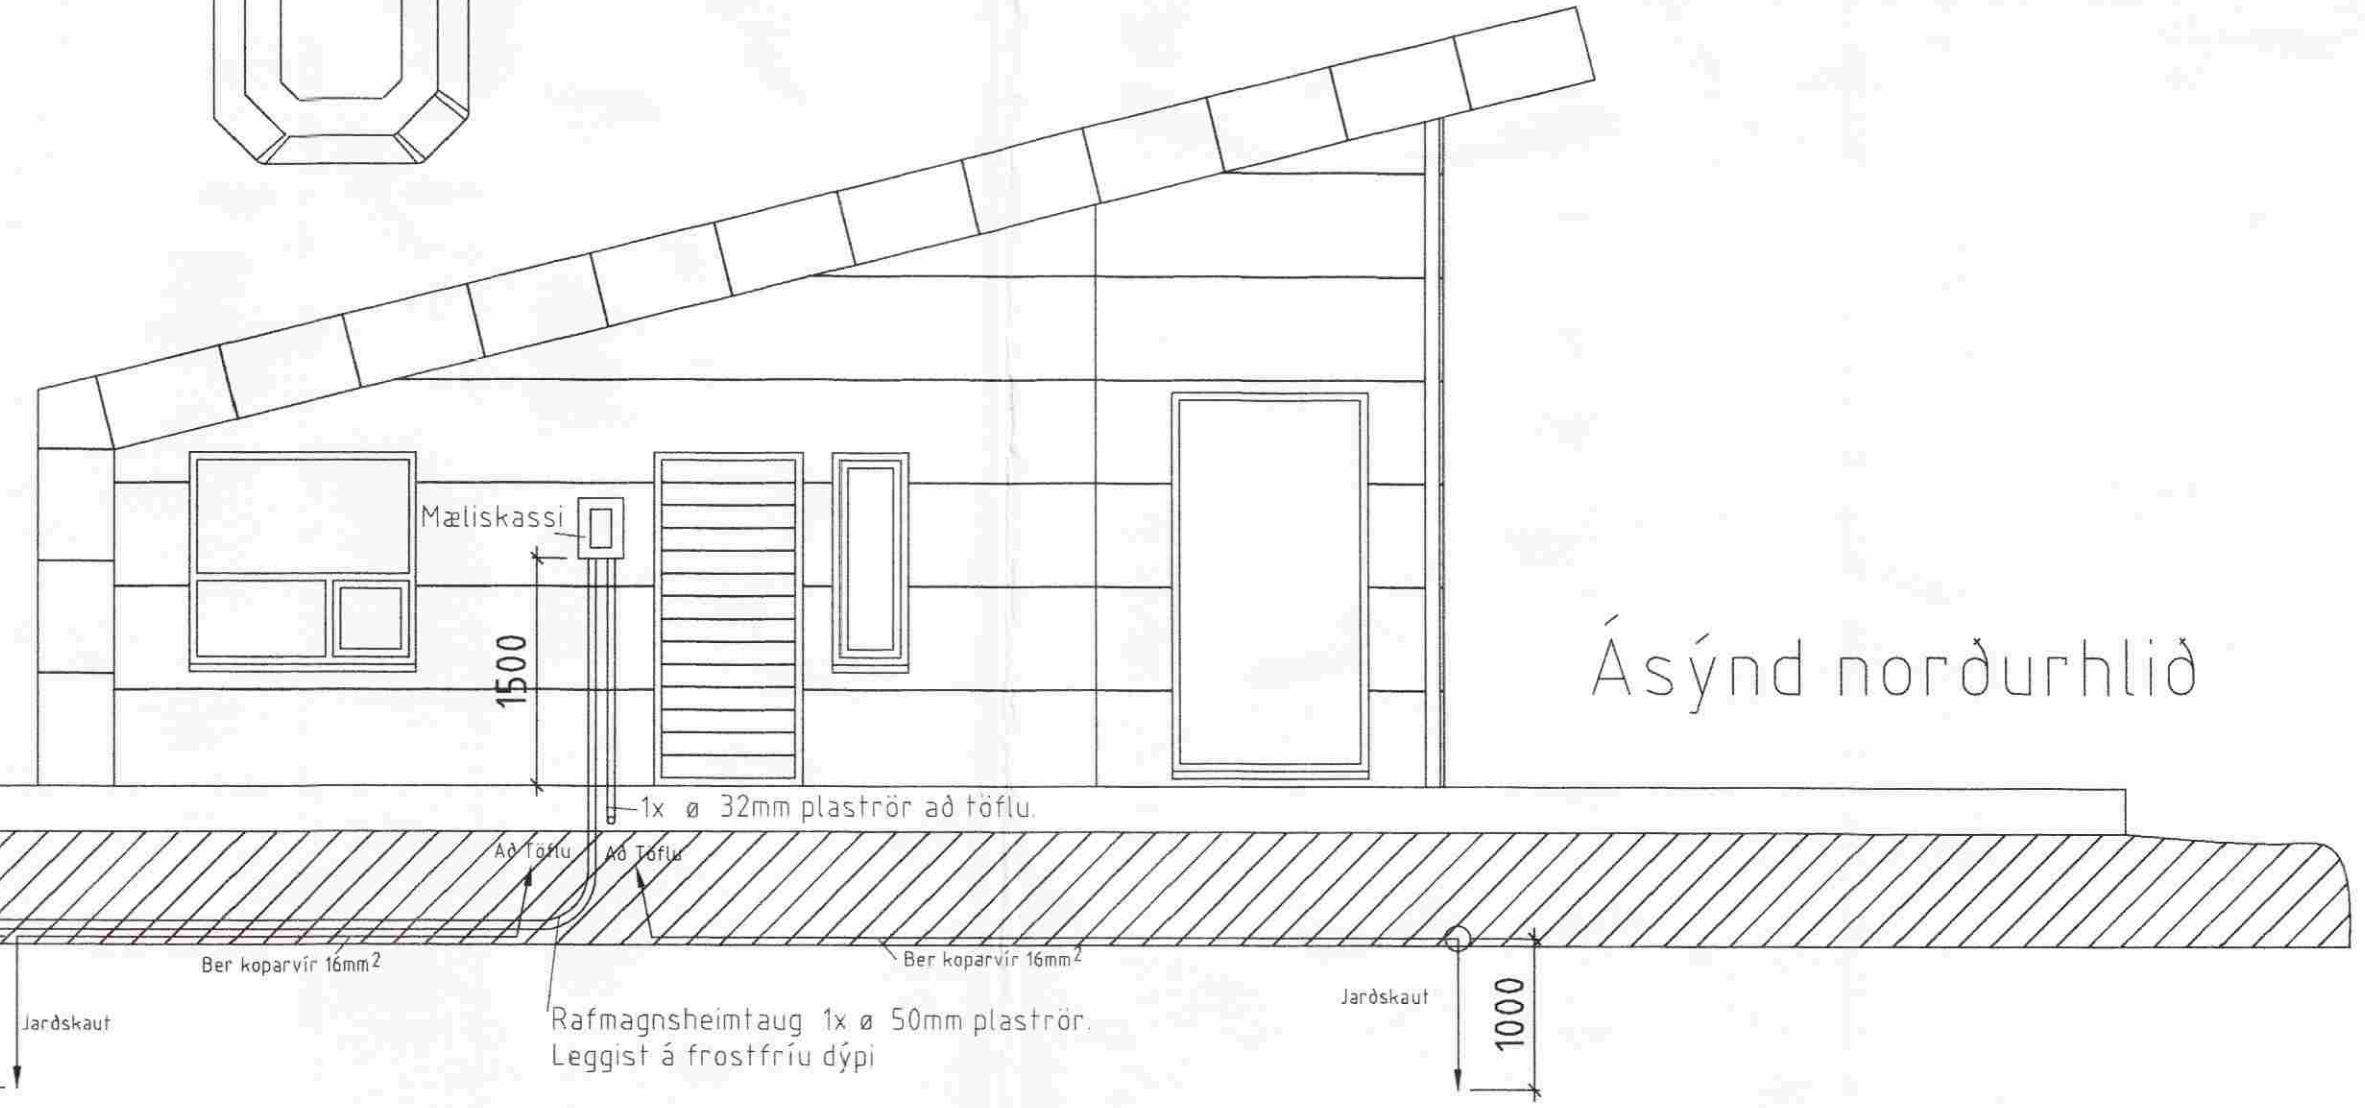 Mæliskassi
1500
Ásýnd norðurhlið
1x ø 32mm plaströr að töflu.
Að Töflu
Að Töflu
Ber koparvír 16mm²
Ber koparvír 16mm²
Jarðskaut
Jarðskaut
1000
Rafmagnsheimtaug 1x ø 50mm plaströr.
Leggist á frostfríu dýpi